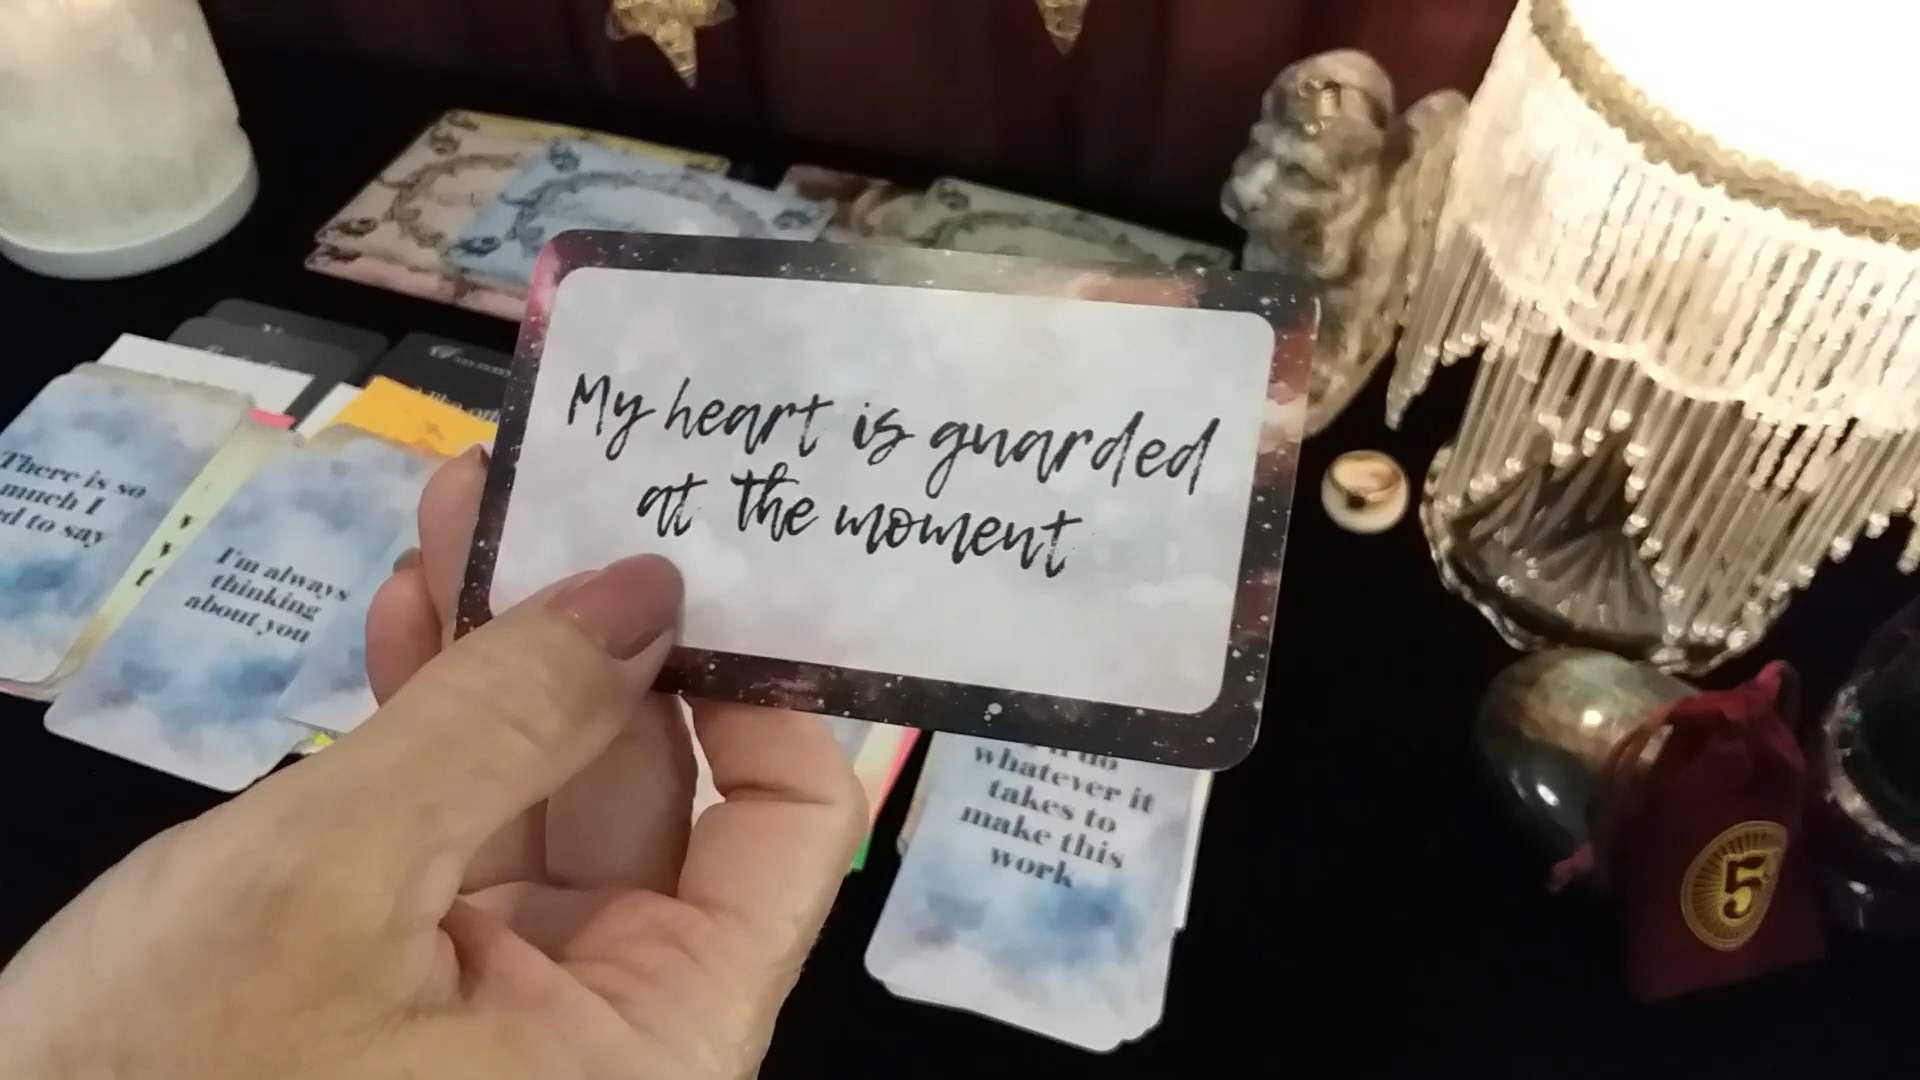 My heart is guarded
at the moment
There is so
much I
ed to say
I'm always
thinking
about you
whatever it
takes to
make this
work
5